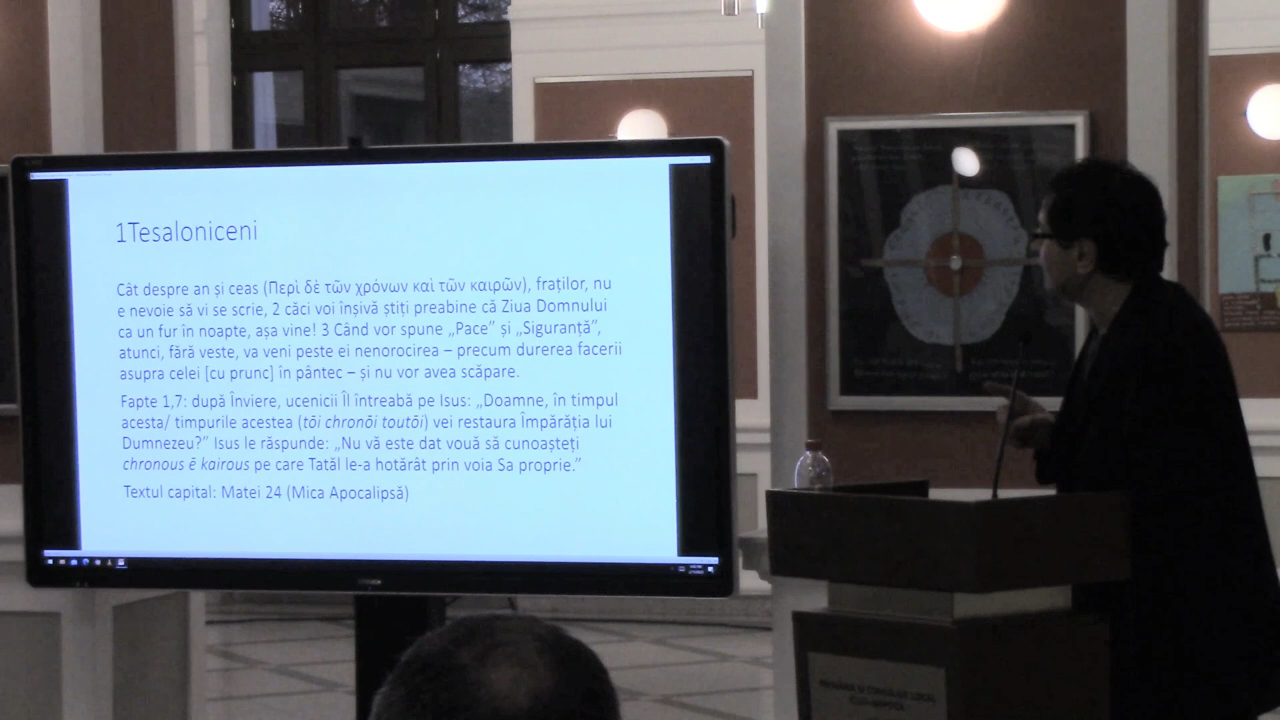 1Tesaloniceni
Cât despre an și ceas (Περὶ δὲ τῶν χρόνων καὶ τῶν καιρῶν), fraților, nu
e nevoie să vi se scrie, 2 căci voi înșivă știți preabine că Ziua Domnului
ca un fur în noapte, așa vine! 3 Când vor spune „Pace” și „Siguranță”,
atunci, fără veste, va veni peste ei nenorocirea – precum durerea facerii
asupra celei [cu prunc] în pântec – și nu vor avea scăpare.
Fapte 1,7: după Înviere, ucenicii Îl întreabă pe Isus: „Doamne, în timpul
acesta/ timpurile acestea (tōi chronōi toutōi) vei restaura Împărăția lui
Dumnezeu?” Isus le răspunde: „Nu vă este dat vouă să cunoașteți
chronous ē kairous pe care Tatăl le-a hotărât prin voia Sa proprie.”
Textul capital: Matei 24 (Mica Apocalipsă)
PRIMĂRIA ȘI CONSILIUL LOCAL
CLUJ-NAPOCA